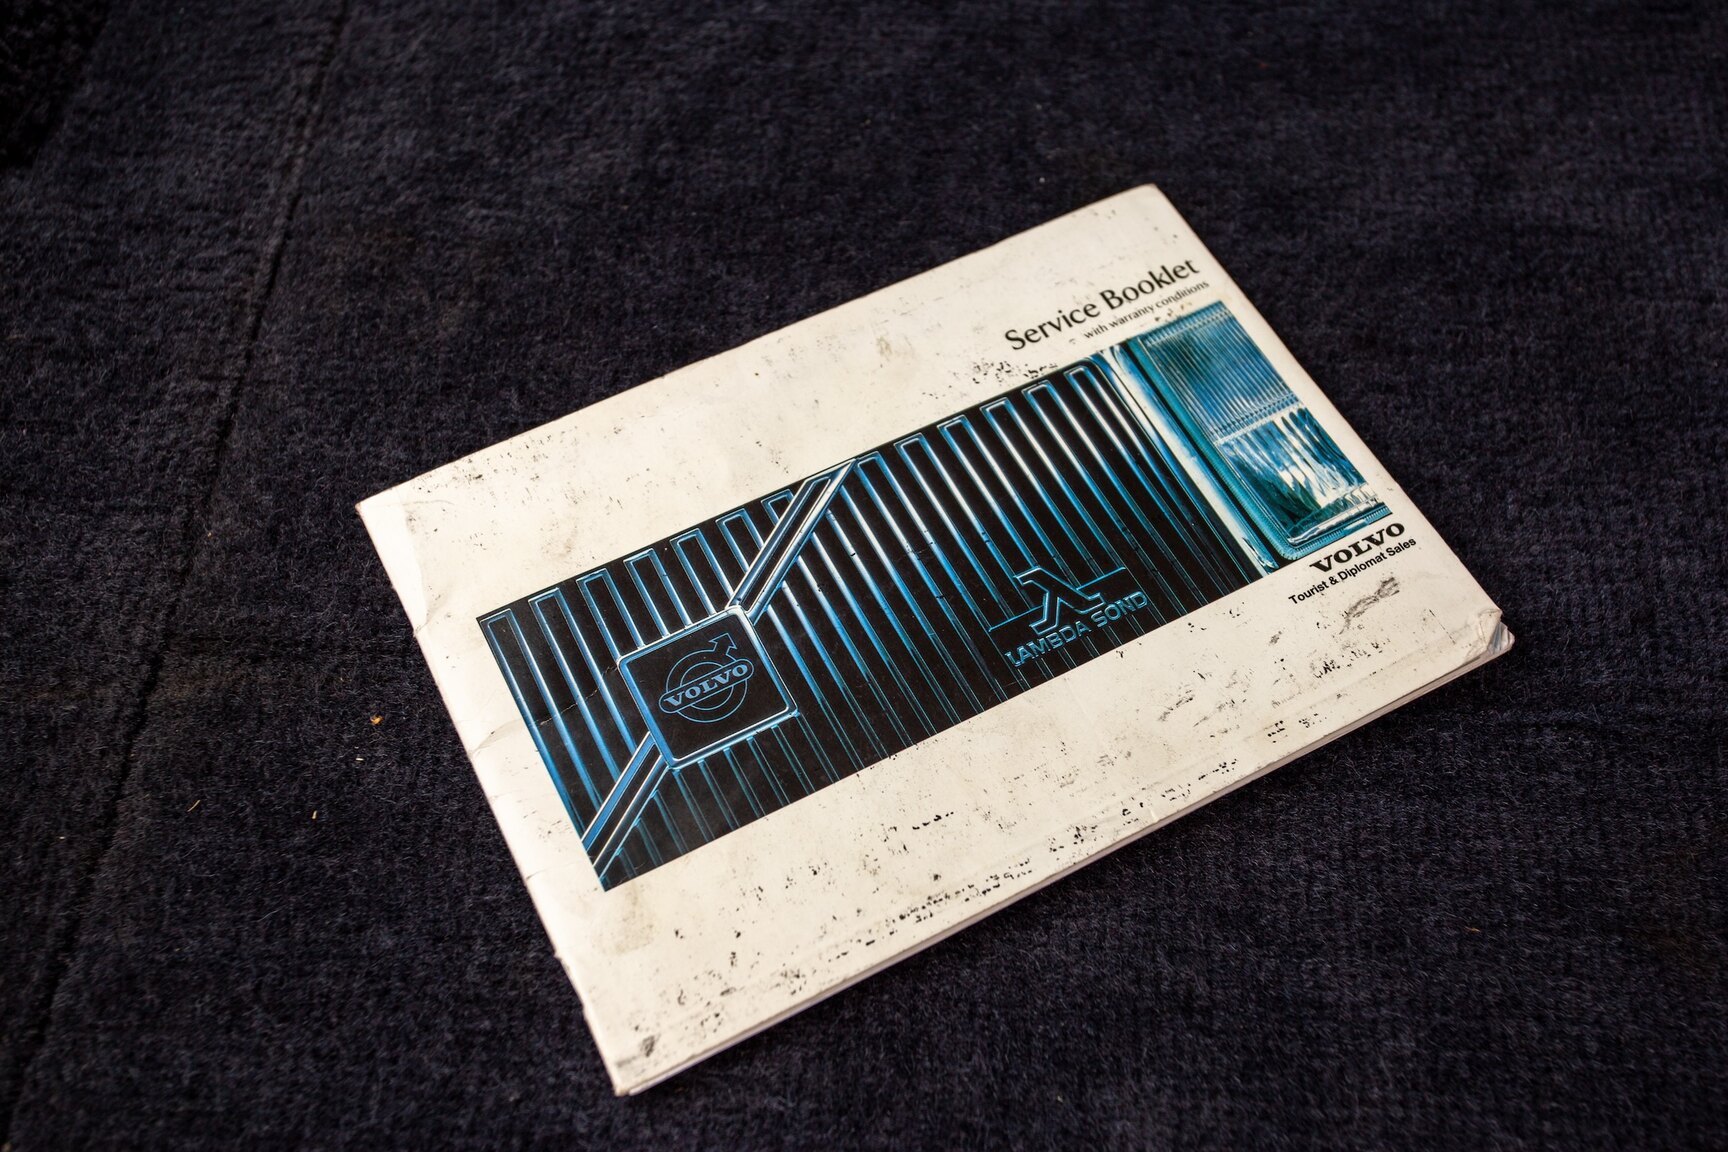 Service Booklet
with warranty conditions
VOLVO
LAMBDA SOND
VOLVO
Tourist & Diplomat Sales